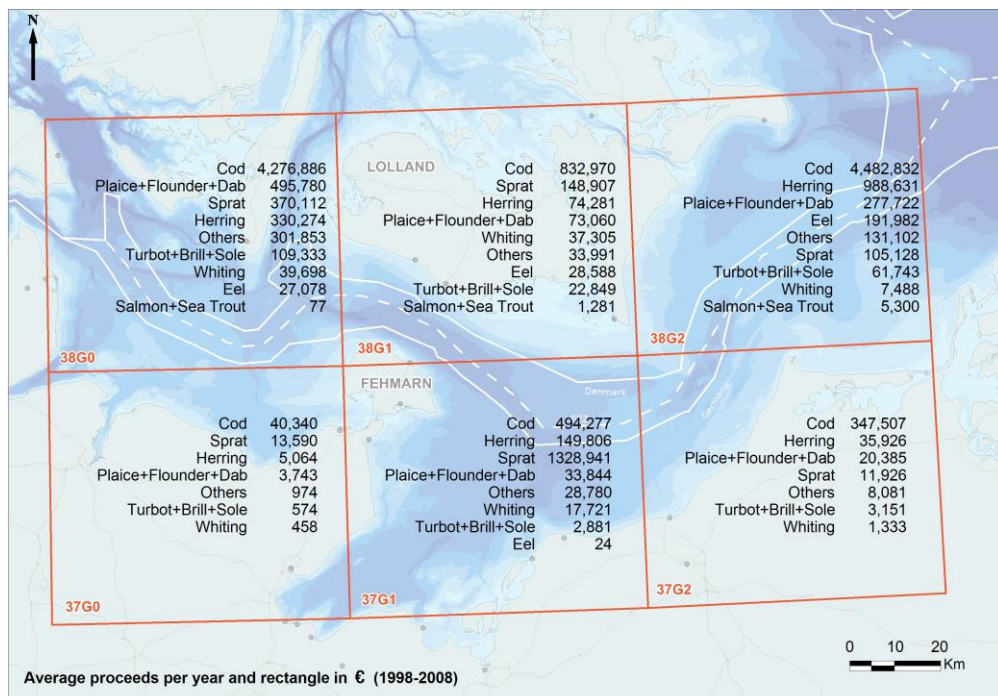 N
LOLLAND
Cod 4,276,886
Plaice+Flounder+Dab 495,780
Sprat 370,112
Herring 330,274
Others 301,853
Turbot+Brill+Sole 109,333
Whiting 39,698
Eel 27,078
Salmon+Sea Trout 77
38G0
Cod 832,970
Sprat 148,907
Herring 74,281
Plaice+Flounder+Dab 73,060
Whiting 37,305
Others 33,991
Eel 28,588
Turbot+Brill+Sole 22,849
Salmon+Sea Trout 1,281
38G1
Cod 4,482,832
Herring 988,631
Plaice+Flounder+Dab 277,722
Eel 191,982
Others 131,102
Sprat 105,128
Turbot+Brill+Sole 61,743
Whiting 7,488
Salmon+Sea Trout 5,300
38G2
FEHMARN
Denmark
Germany
Cod 40,340
Sprat 13,590
Herring 5,064
Plaice+Flounder+Dab 3,743
Others 974
Turbot+Brill+Sole 574
Whiting 458
37G0
Cod 494,277
Herring 149,806
Sprat 1328,941
Plaice+Flounder+Dab 33,844
Others 28,780
Whiting 17,721
Turbot+Brill+Sole 2,881
Eel 24
37G1
Cod 347,507
Herring 35,926
Plaice+Flounder+Dab 20,385
Sprat 11,926
Others 8,081
Turbot+Brill+Sole 3,151
Whiting 1,333
37G2
0 10 20
Km
Average proceeds per year and rectangle in € (1998-2008)